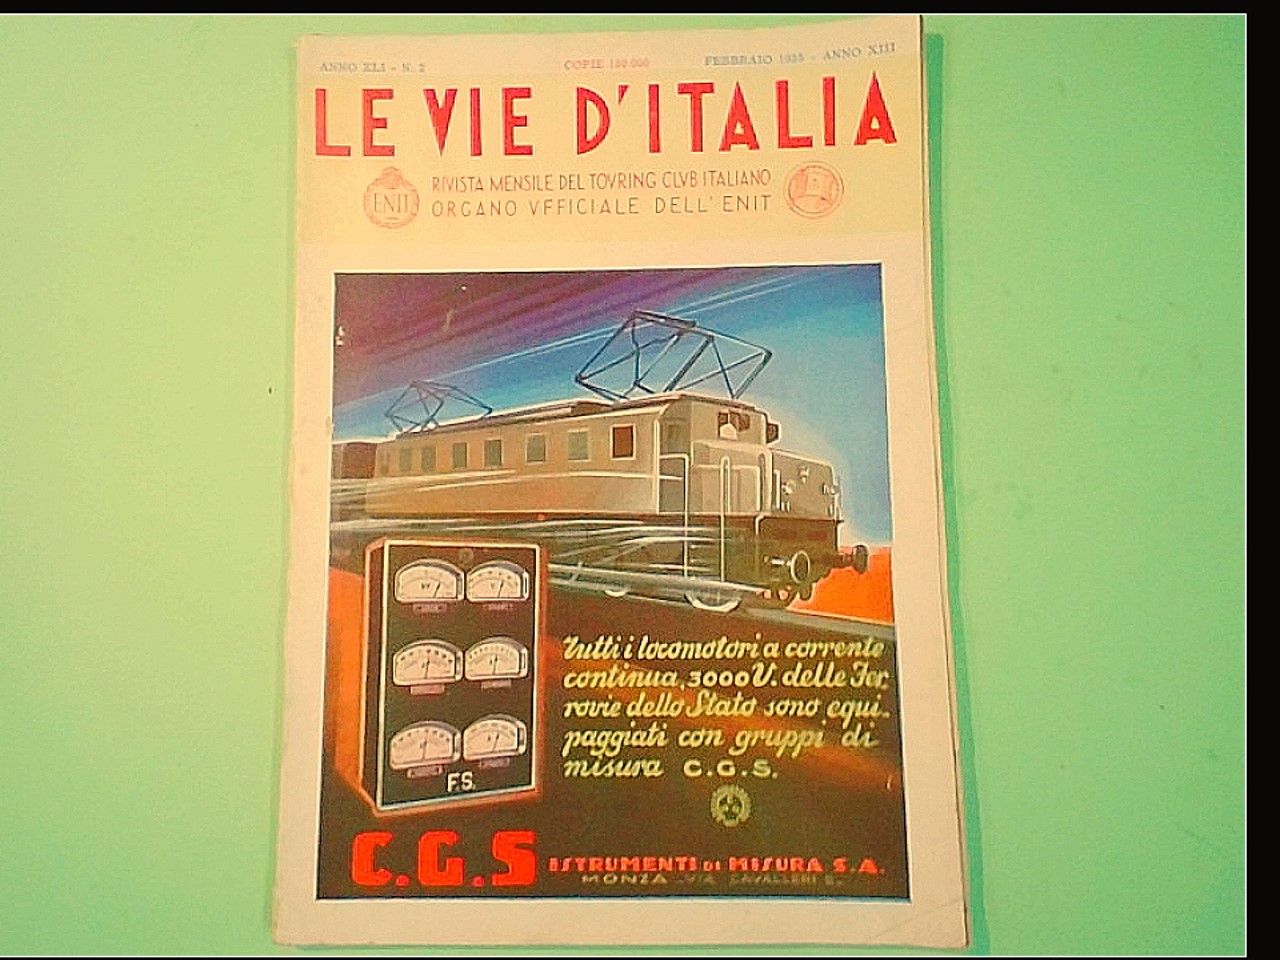 ANNO XLI - N. 2 COPIE 150.000 FEBBRAIO 1935 - ANNO XIII
LE VIE D'ITALIA
ENIT
RIVISTA MENSILE DEL TOVRING CLVB ITALIANO
ORGANO VFFICIALE DELL'ENIT
Tutti i locomotori a corrente
continua, 3000 V. delle Fer
rovie dello Stato sono equi-
paggiati con gruppi di
misura C.G.S.
F.S.
C.G.S ISTRUMENTI DI MISURA S.A.
MONZA VIA